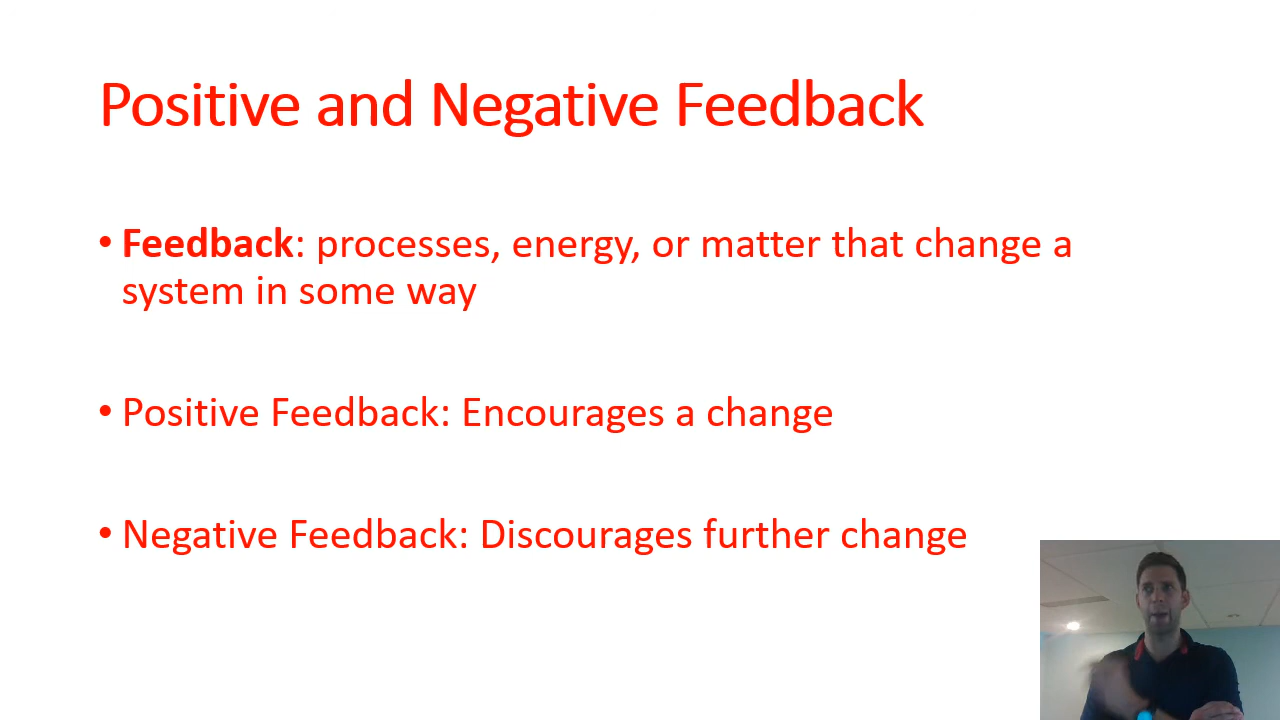 Positive and Negative Feedback
• Feedback: processes, energy, or matter that change a
system in some way
• Positive Feedback: Encourages a change
• Negative Feedback: Discourages further change